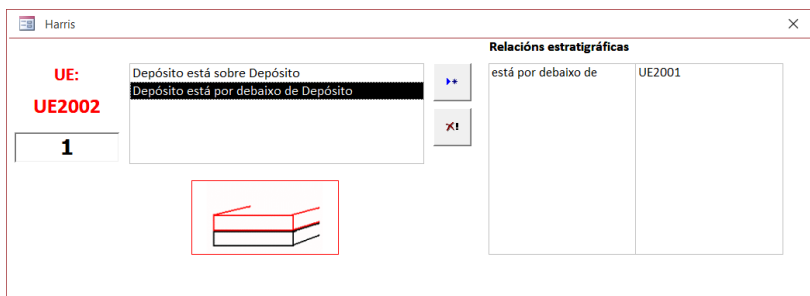 Harris
Relacións estratigráficas
UE:
UE2002
1
Depósito está sobre Depósito
Depósito está por debaixo de Depósito
está por debaixo de UE2001